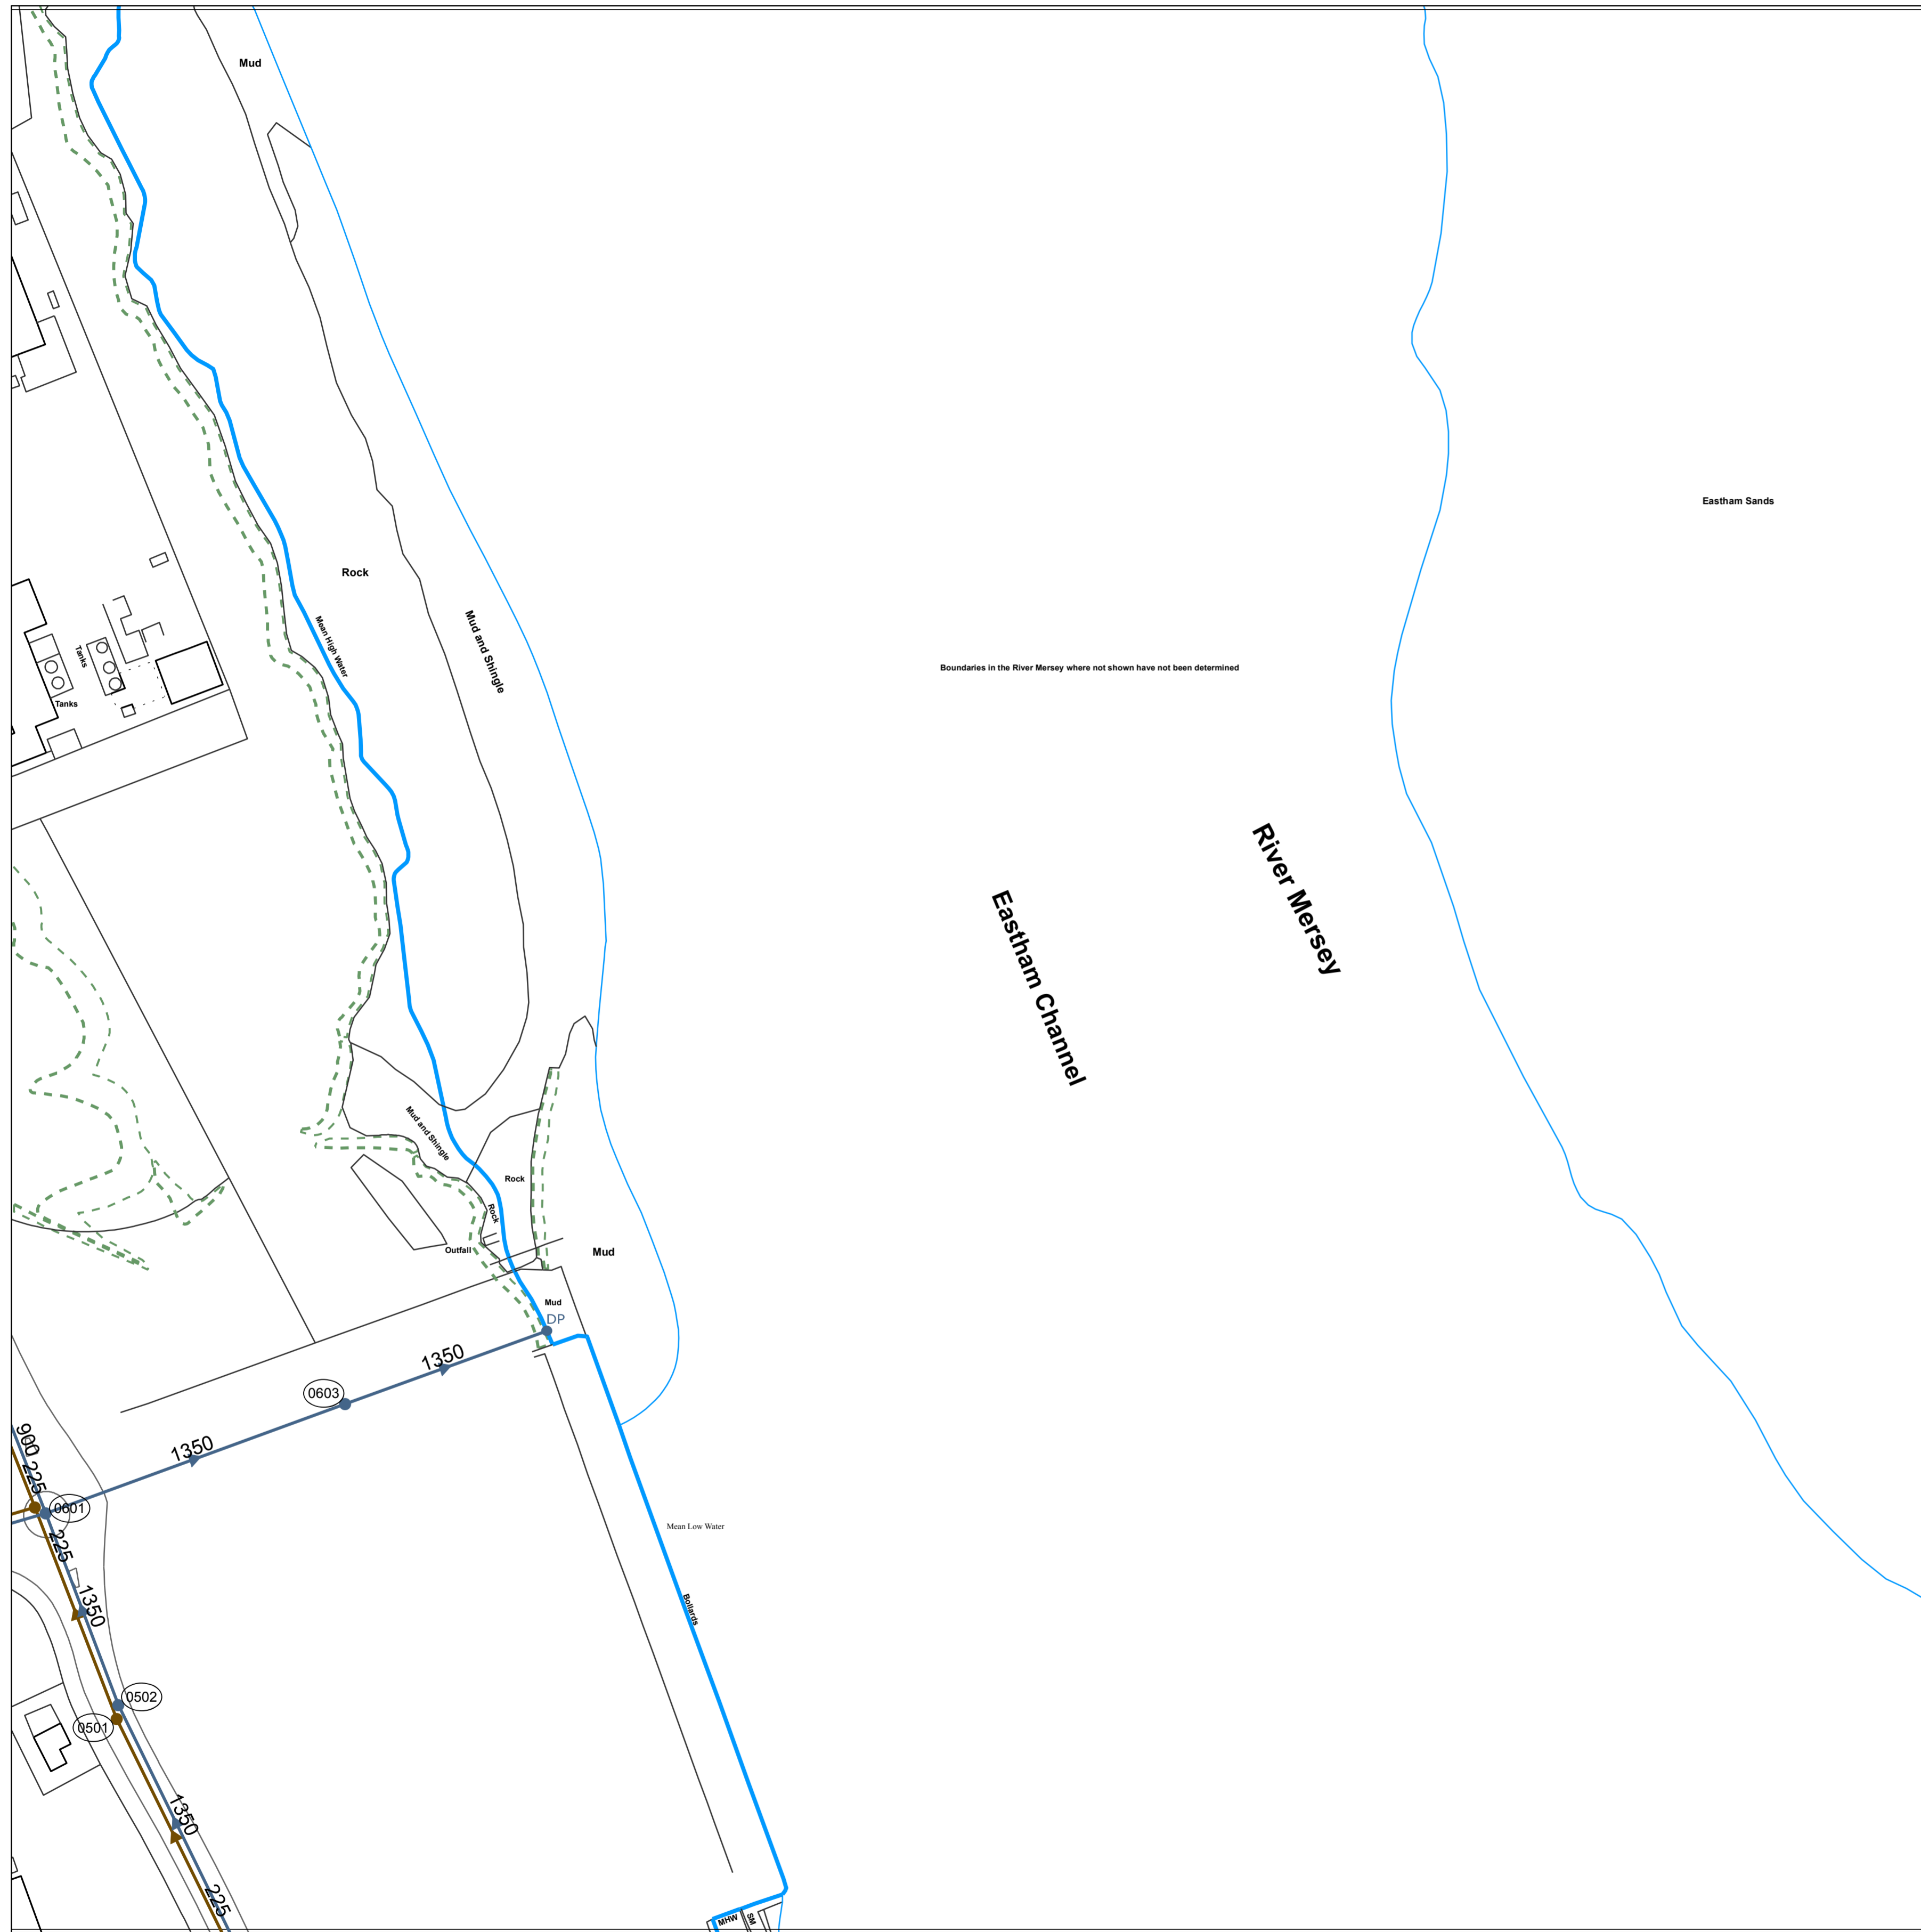 Mud
Eastham Sands
Rock
Mean High Water
Mud and Shingle
Tanks
Tanks
Boundaries in the River Mersey where not shown have not been determined
River Mersey
Eastham Channel
Mud and Shingle
Rock
Rock
Outfall
Mud
Mud
DP
1350
0603
1350
900
225
0601
225
1350
Mean Low Water
Bollards
0502
0501
1350
225
MHW
SM